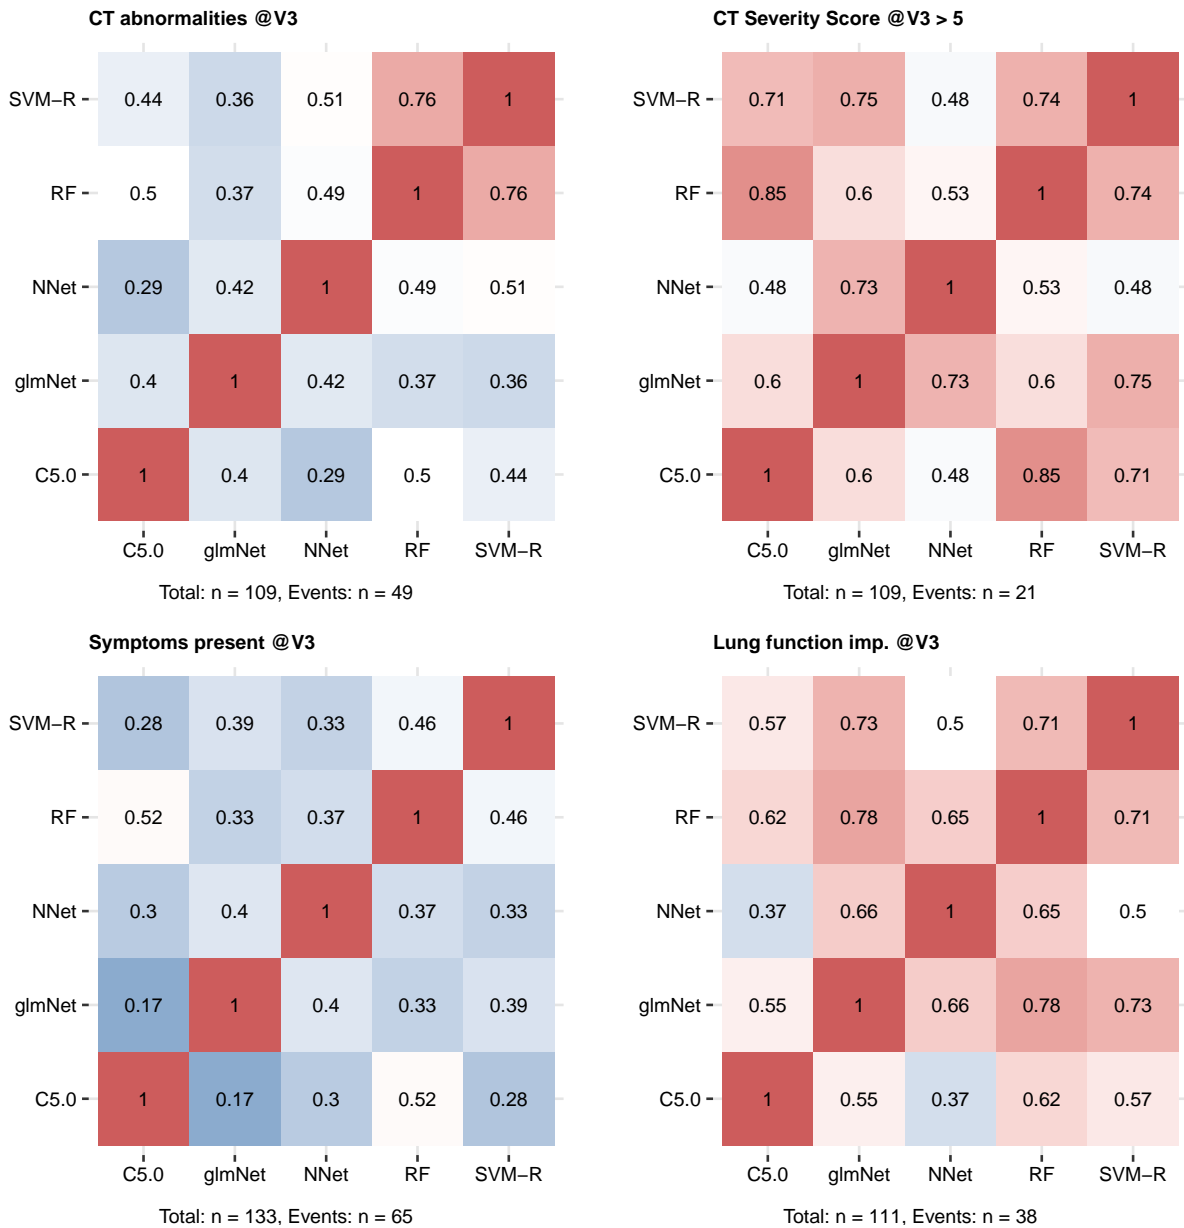 CT abnormalities @V3
SVM−R 0.44 0.36 0.51 0.76 1
RF 0.5 0.37 0.49 1 0.76
NNet 0.29 0.42 1 0.49 0.51
glmNet 0.4 1 0.42 0.37 0.36
C5.0 1 0.4 0.29 0.5 0.44
C5.0 glmNet NNet RF SVM−R
Total: n = 109, Events: n = 49
CT Severity Score @V3 > 5
SVM−R 0.71 0.75 0.48 0.74 1
RF 0.85 0.6 0.53 1 0.74
NNet 0.48 0.73 1 0.53 0.48
glmNet 0.6 1 0.73 0.6 0.75
C5.0 1 0.6 0.48 0.85 0.71
C5.0 glmNet NNet RF SVM−R
Total: n = 109, Events: n = 21
Symptoms present @V3
SVM−R 0.28 0.39 0.33 0.46 1
RF 0.52 0.33 0.37 1 0.46
NNet 0.3 0.4 1 0.37 0.33
glmNet 0.17 1 0.4 0.33 0.39
C5.0 1 0.17 0.3 0.52 0.28
C5.0 glmNet NNet RF SVM−R
Total: n = 133, Events: n = 65
Lung function imp. @V3
SVM−R 0.57 0.73 0.5 0.71 1
RF 0.62 0.78 0.65 1 0.71
NNet 0.37 0.66 1 0.65 0.5
glmNet 0.55 1 0.66 0.78 0.73
C5.0 1 0.55 0.37 0.62 0.57
C5.0 glmNet NNet RF SVM−R
Total: n = 111, Events: n = 38